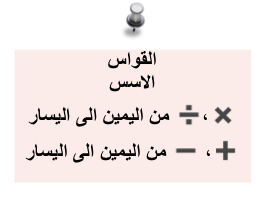 القواس
الاسس
× ، ÷ من اليمين الى اليسار
+ ، − من اليمين الى اليسار